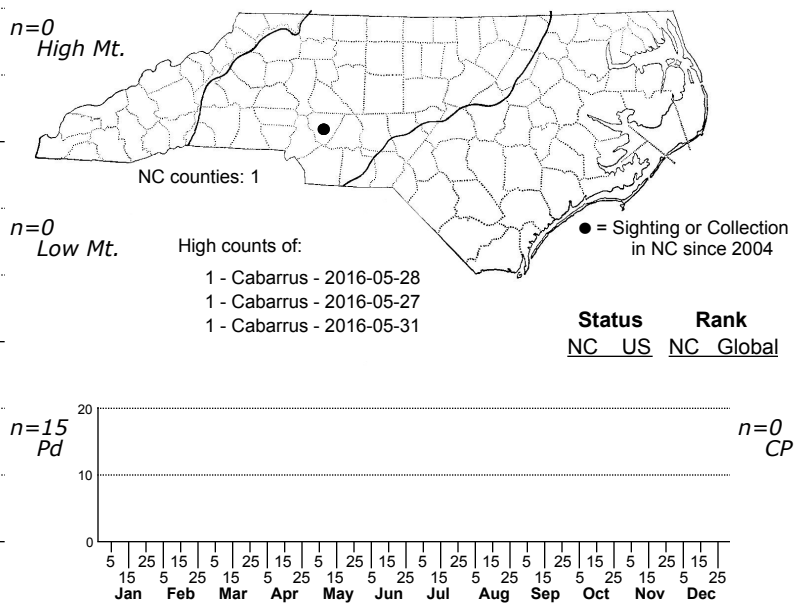 n=0
High Mt.
NC counties: 1
n=0
Low Mt.
High counts of:
1 - Cabarrus - 2016-05-28
1 - Cabarrus - 2016-05-27
1 - Cabarrus - 2016-05-31
● = Sighting or Collection
in NC since 2004
Status Rank
NC US NC Global
n=15
Pd
n=0
CP
20
10
0
5 15 25 5 15 25 5 15 25 5 15 25 5 15 25 5 15 25 5 15 25 5 15 25 5 15 25 5 15 25 5 15 25 5 15 25
Jan Feb Mar Apr May Jun Jul Aug Sep Oct Nov Dec